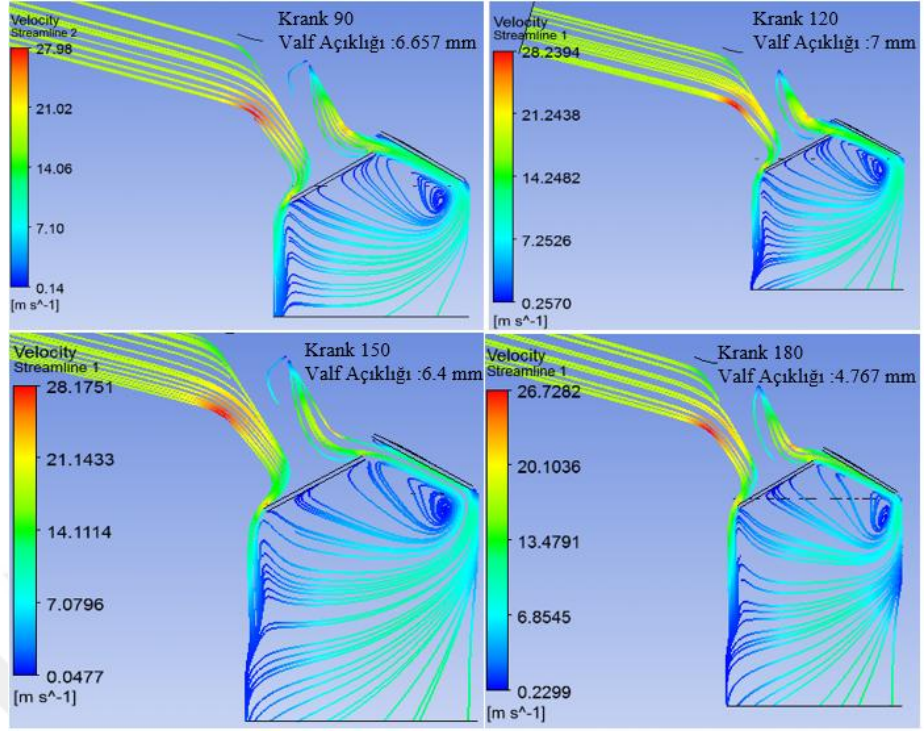 Velocity
Streamline 2
27.98
21.02
14.06
7.10
0.14
[m s^-1]
Krank 90
Valf Açıklığı :6.657 mm
Velocity
Streamline 1
28.2394
21.2438
14.2482
7.2526
0.2570
[m s^-1]
Krank 120
Valf Açıklığı :7 mm
Velocity
Streamline 1
28.1751
21.1433
14.1114
7.0796
0.0477
[m s^-1]
Krank 150
Valf Açıklığı :6.4 mm
Velocity
Streamline 1
26.7282
20.1036
13.4791
6.8545
0.2299
[m s^-1]
Krank 180
Valf Açıklığı :4.767 mm